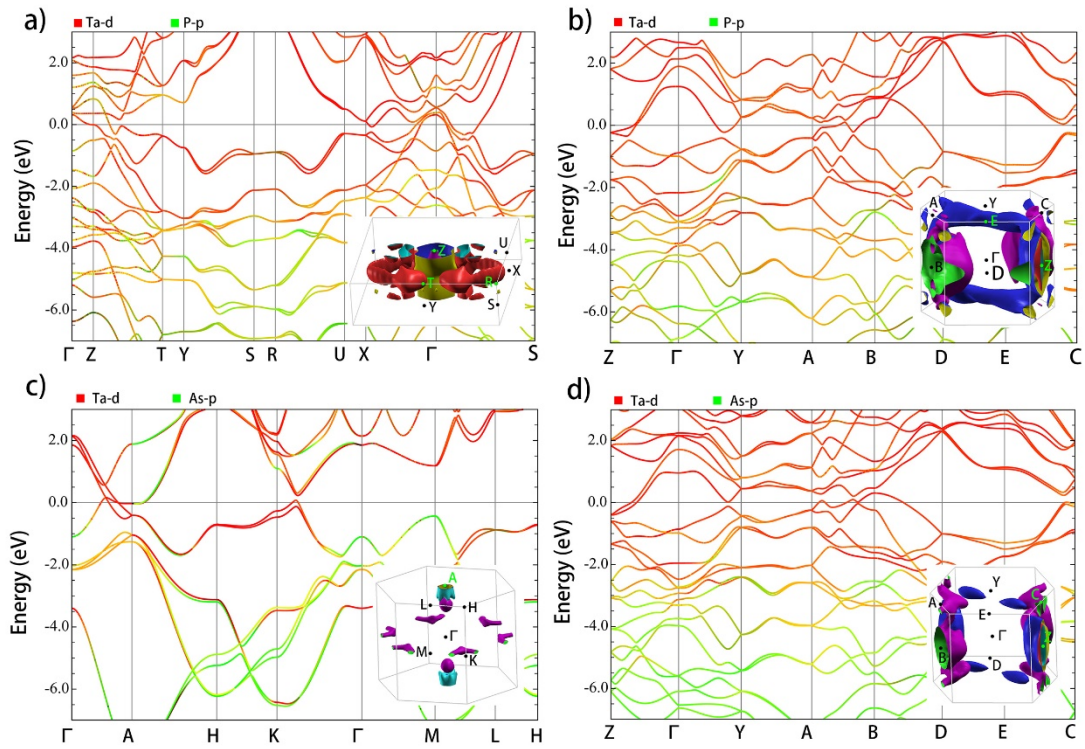 a)
Ta-d P-p
Energy (eV)
2.0
0.0
-2.0
-4.0
-6.0
Γ Z T Y S R U X Γ S
Z U X T R Y S
b)
Ta-d P-p
Energy (eV)
2.0
0.0
-2.0
-4.0
-6.0
Z Γ Y A B D E C
A Y C E B Γ Z D
c)
Ta-d As-p
Energy (eV)
2.0
0.0
-2.0
-4.0
-6.0
Γ A H K Γ M L H
A L H Γ M K
d)
Ta-d As-p
Energy (eV)
2.0
0.0
-2.0
-4.0
-6.0
Z Γ Y A B D E C
Y A C E Γ B D